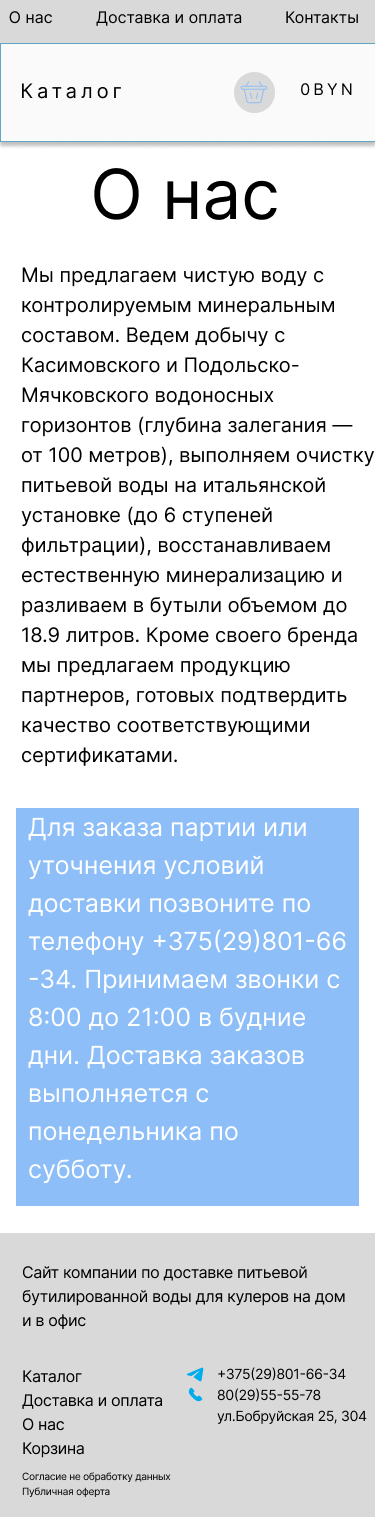 О нас Доставка и оплата Контакты
Каталог 0BYN
О нас
Мы предлагаем чистую воду с
контролируемым минеральным
составом. Ведем добычу с
Касимовского и Подольско-
Мячковского водоносных
горизонтов (глубина залегания —
от 100 метров), выполняем очистку
питьевой воды на итальянской
установке (до 6 ступеней
фильтрации), восстанавливаем
естественную минерализацию и
разливаем в бутыли объемом до
18.9 литров. Кроме своего бренда
мы предлагаем продукцию
партнеров, готовых подтвердить
качество соответствующими
сертификатами.
Для заказа партии или
уточнения условий
доставки позвоните по
телефону +375(29)801-66
-34. Принимаем звонки с
8:00 до 21:00 в будние
дни. Доставка заказов
выполняется с
понедельника по
субботу.
Сайт компании по доставке питьевой
бутилированной воды для кулеров на дом
и в офис
Каталог
Доставка и оплата
О нас
Корзина
+375(29)801-66-34
80(29)55-55-78
ул.Бобруйская 25, 304
Согласие не обработку данных
Публичная оферта